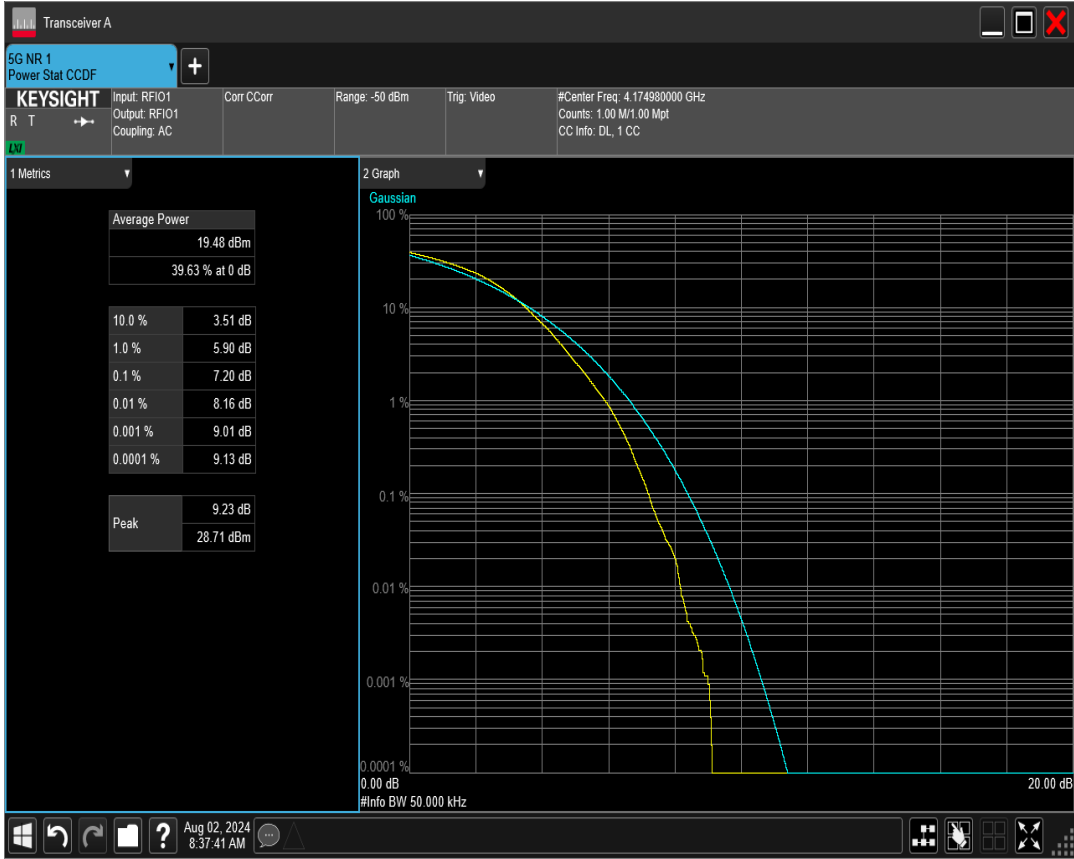 Transceiver A
5G NR 1
Power Stat CCDF
+
KEYSIGHT
R T
LXI
Input: RFIO1
Output: RFIO1
Coupling: AC
Corr CCorr
Range: -50 dBm
Trig: Video
#Center Freq: 4.174980000 GHz
Counts: 1.00 M/1.00 Mpt
CC Info: DL, 1 CC
1 Metrics
Average Power
19.48 dBm
39.63 % at 0 dB
10.0 % 3.51 dB
1.0 % 5.90 dB
0.1 % 7.20 dB
0.01 % 8.16 dB
0.001 % 9.01 dB
0.0001 % 9.13 dB
Peak
9.23 dB
28.71 dBm
2 Graph
Gaussian
100 %
10 %
1 %
0.1 %
0.01 %
0.001 %
0.0001 %
0.00 dB 20.00 dB
#Info BW 50.000 kHz
?
Aug 02, 2024
8:37:41 AM